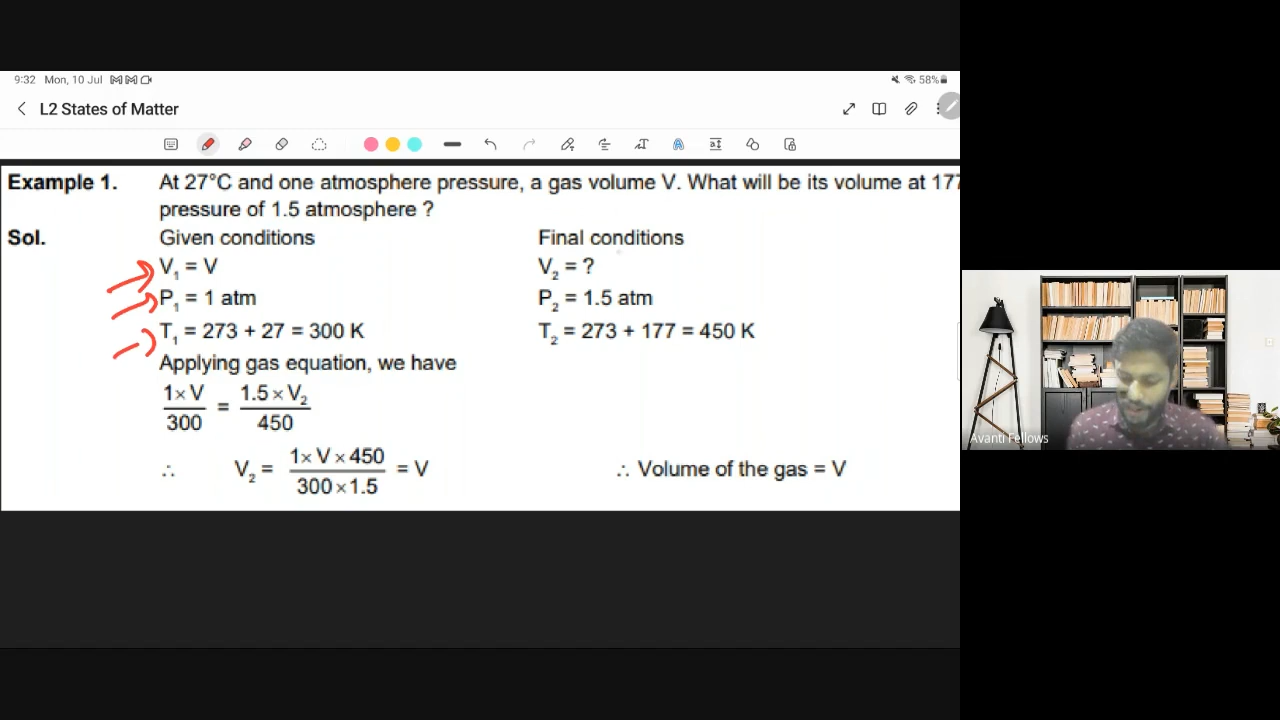 9:32 Mon, 10 Jul 58%
L2 States of Matter
Example 1. At 27°C and one atmosphere pressure, a gas volume V. What will be its volume at 177
pressure of 1.5 atmosphere ?
Sol. Given conditions Final conditions
V₁ = V V₂ = ?
P₁ = 1 atm P₂ = 1.5 atm
T₁ = 273 + 27 = 300 K T₂ = 273 + 177 = 450 K
Applying gas equation, we have
1× V / 300 = 1.5 × V₂ / 450
∴ V₂ = 1× V × 450 / 300 × 1.5 = V ∴ Volume of the gas = V
Avanti Fellows